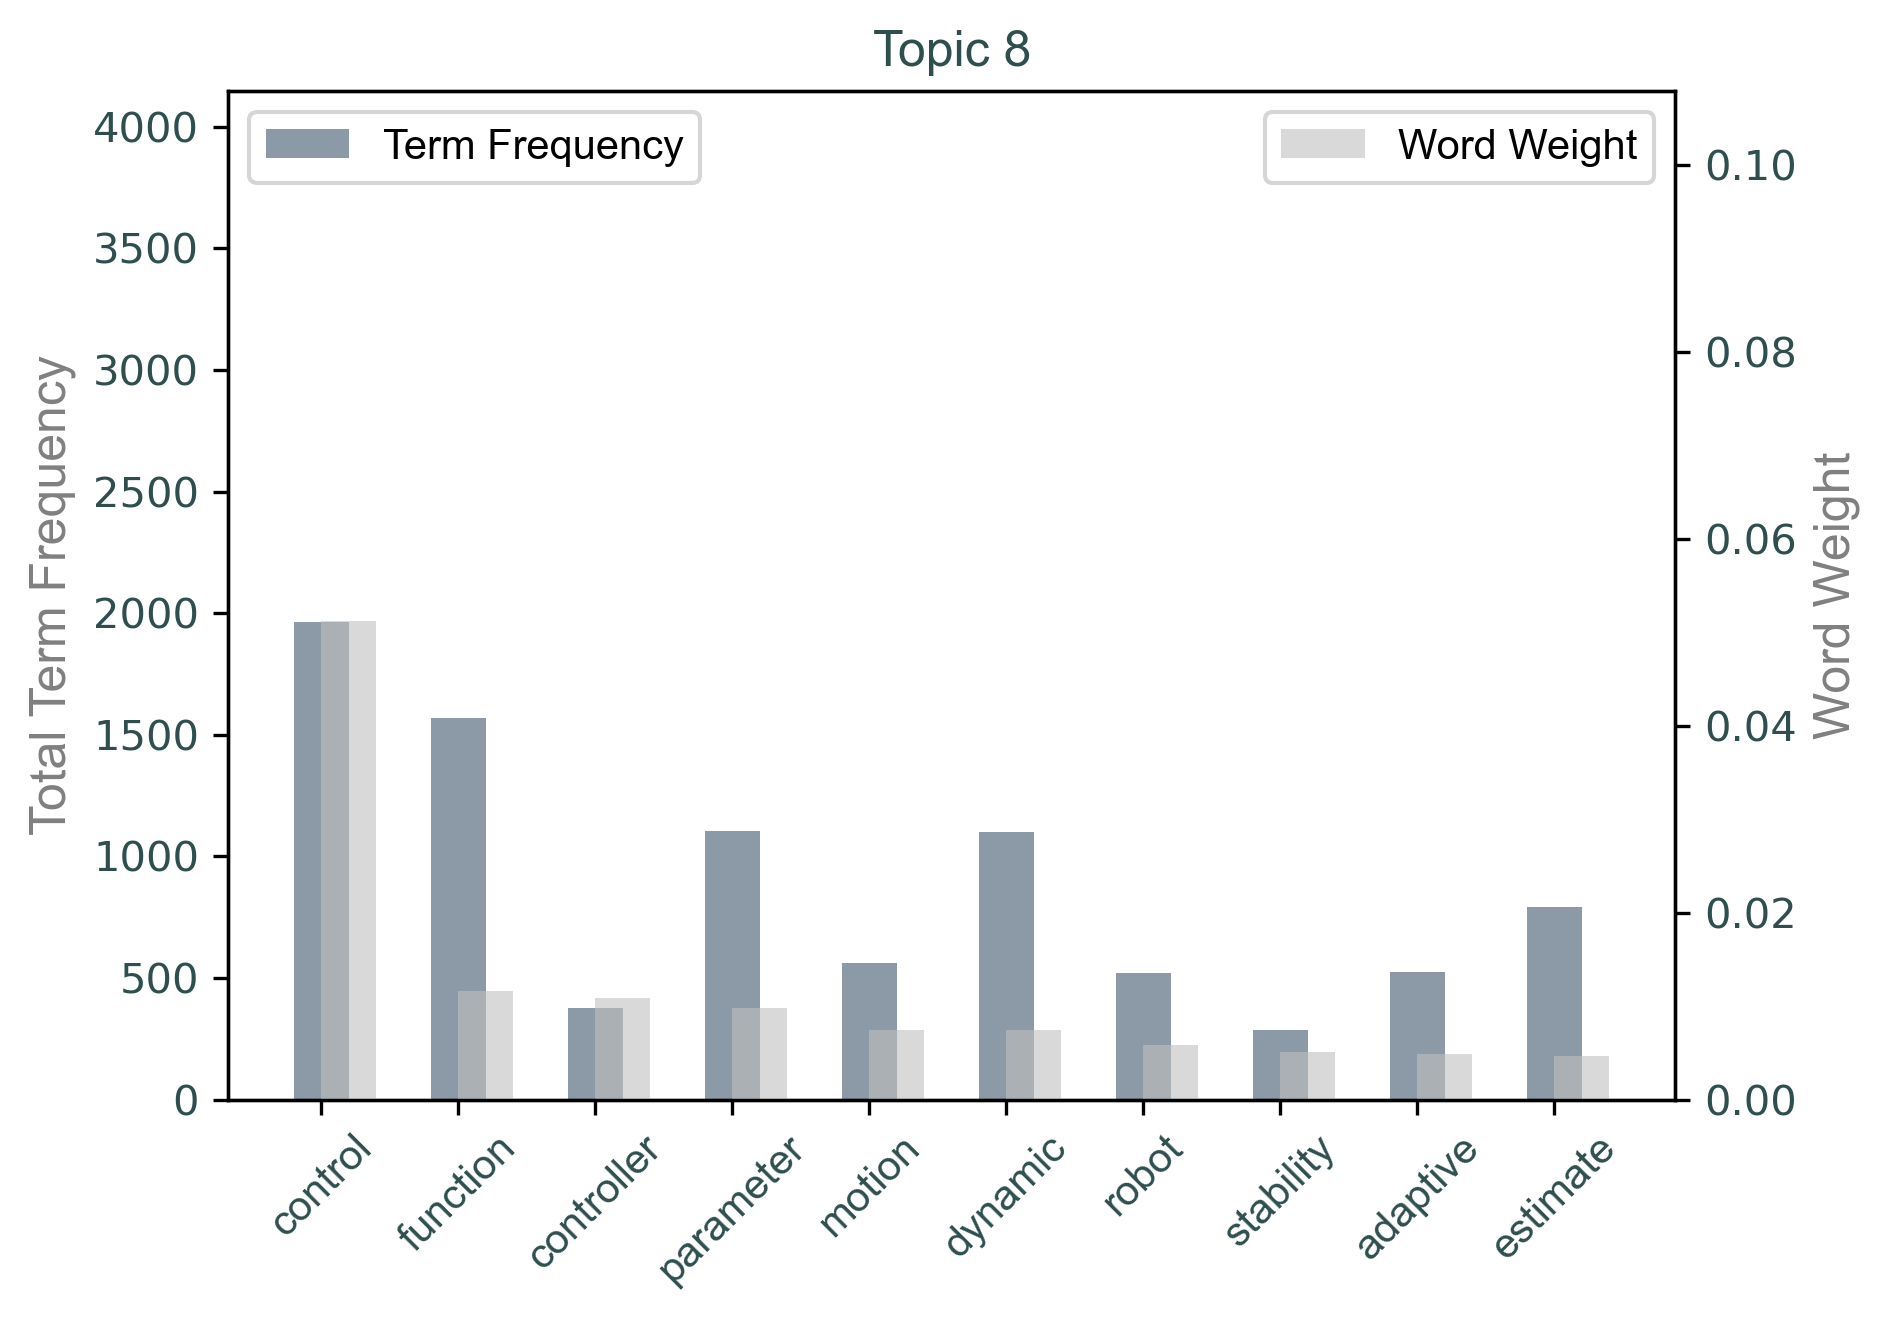 Topic 8
Term Frequency
Word Weight
Total Term Frequency
4000
3500
3000
2500
2000
1500
1000
500
0
0.10
0.08
0.06
0.04
0.02
0.00
Word Weight
control
function
controller
parameter
motion
dynamic
robot
stability
adaptive
estimate